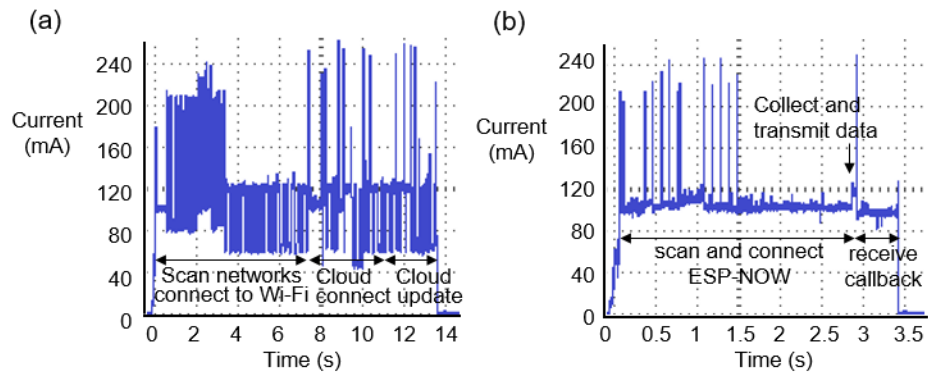 (a)
240
200
Current
(mA)
160
120
80
40
0
Scan networks
connect to Wi-Fi
Cloud
connect
Cloud
update
0 2 4 6 8 10 12 14
Time (s)
(b)
240
200
Current
(mA)
160
120
80
40
0
Collect and
transmit data
scan and connect
ESP-NOW
receive
callback
0 0.5 1 1.5 2 2.5 3 3.5
Time (s)